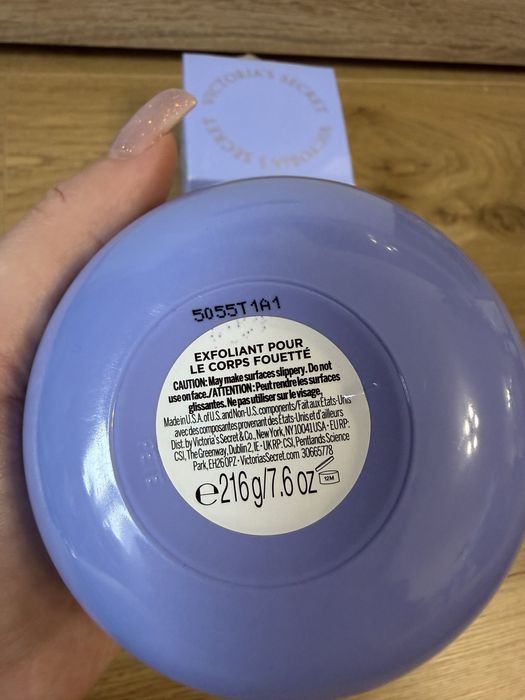 VICTORIA'S SECRET VICTORIA'S SECRET
5055T1A1
EXFOLIANT POUR
LE CORPS FOUETTÉ
CAUTION: May make surfaces slippery. Do not
use on face./ATTENTION: Peut rendre les surfaces
glissantes. Ne pas utiliser sur le visage.
Made in U.S.A. of U.S. and Non-U.S. components/Fait aux États-Unis
avec des composantes provenant des États-Unis et d'ailleurs
Dist. by Victoria's Secret & Co., New York, NY 10041 USA • EU RP:
CSI, The Greenway, Dublin 2, IE • UK RP: CSI, Pentlands Science
Park, EH26 0PZ • VictoriasSecret.com 30665778
℮216 g/7.6 oz
12M